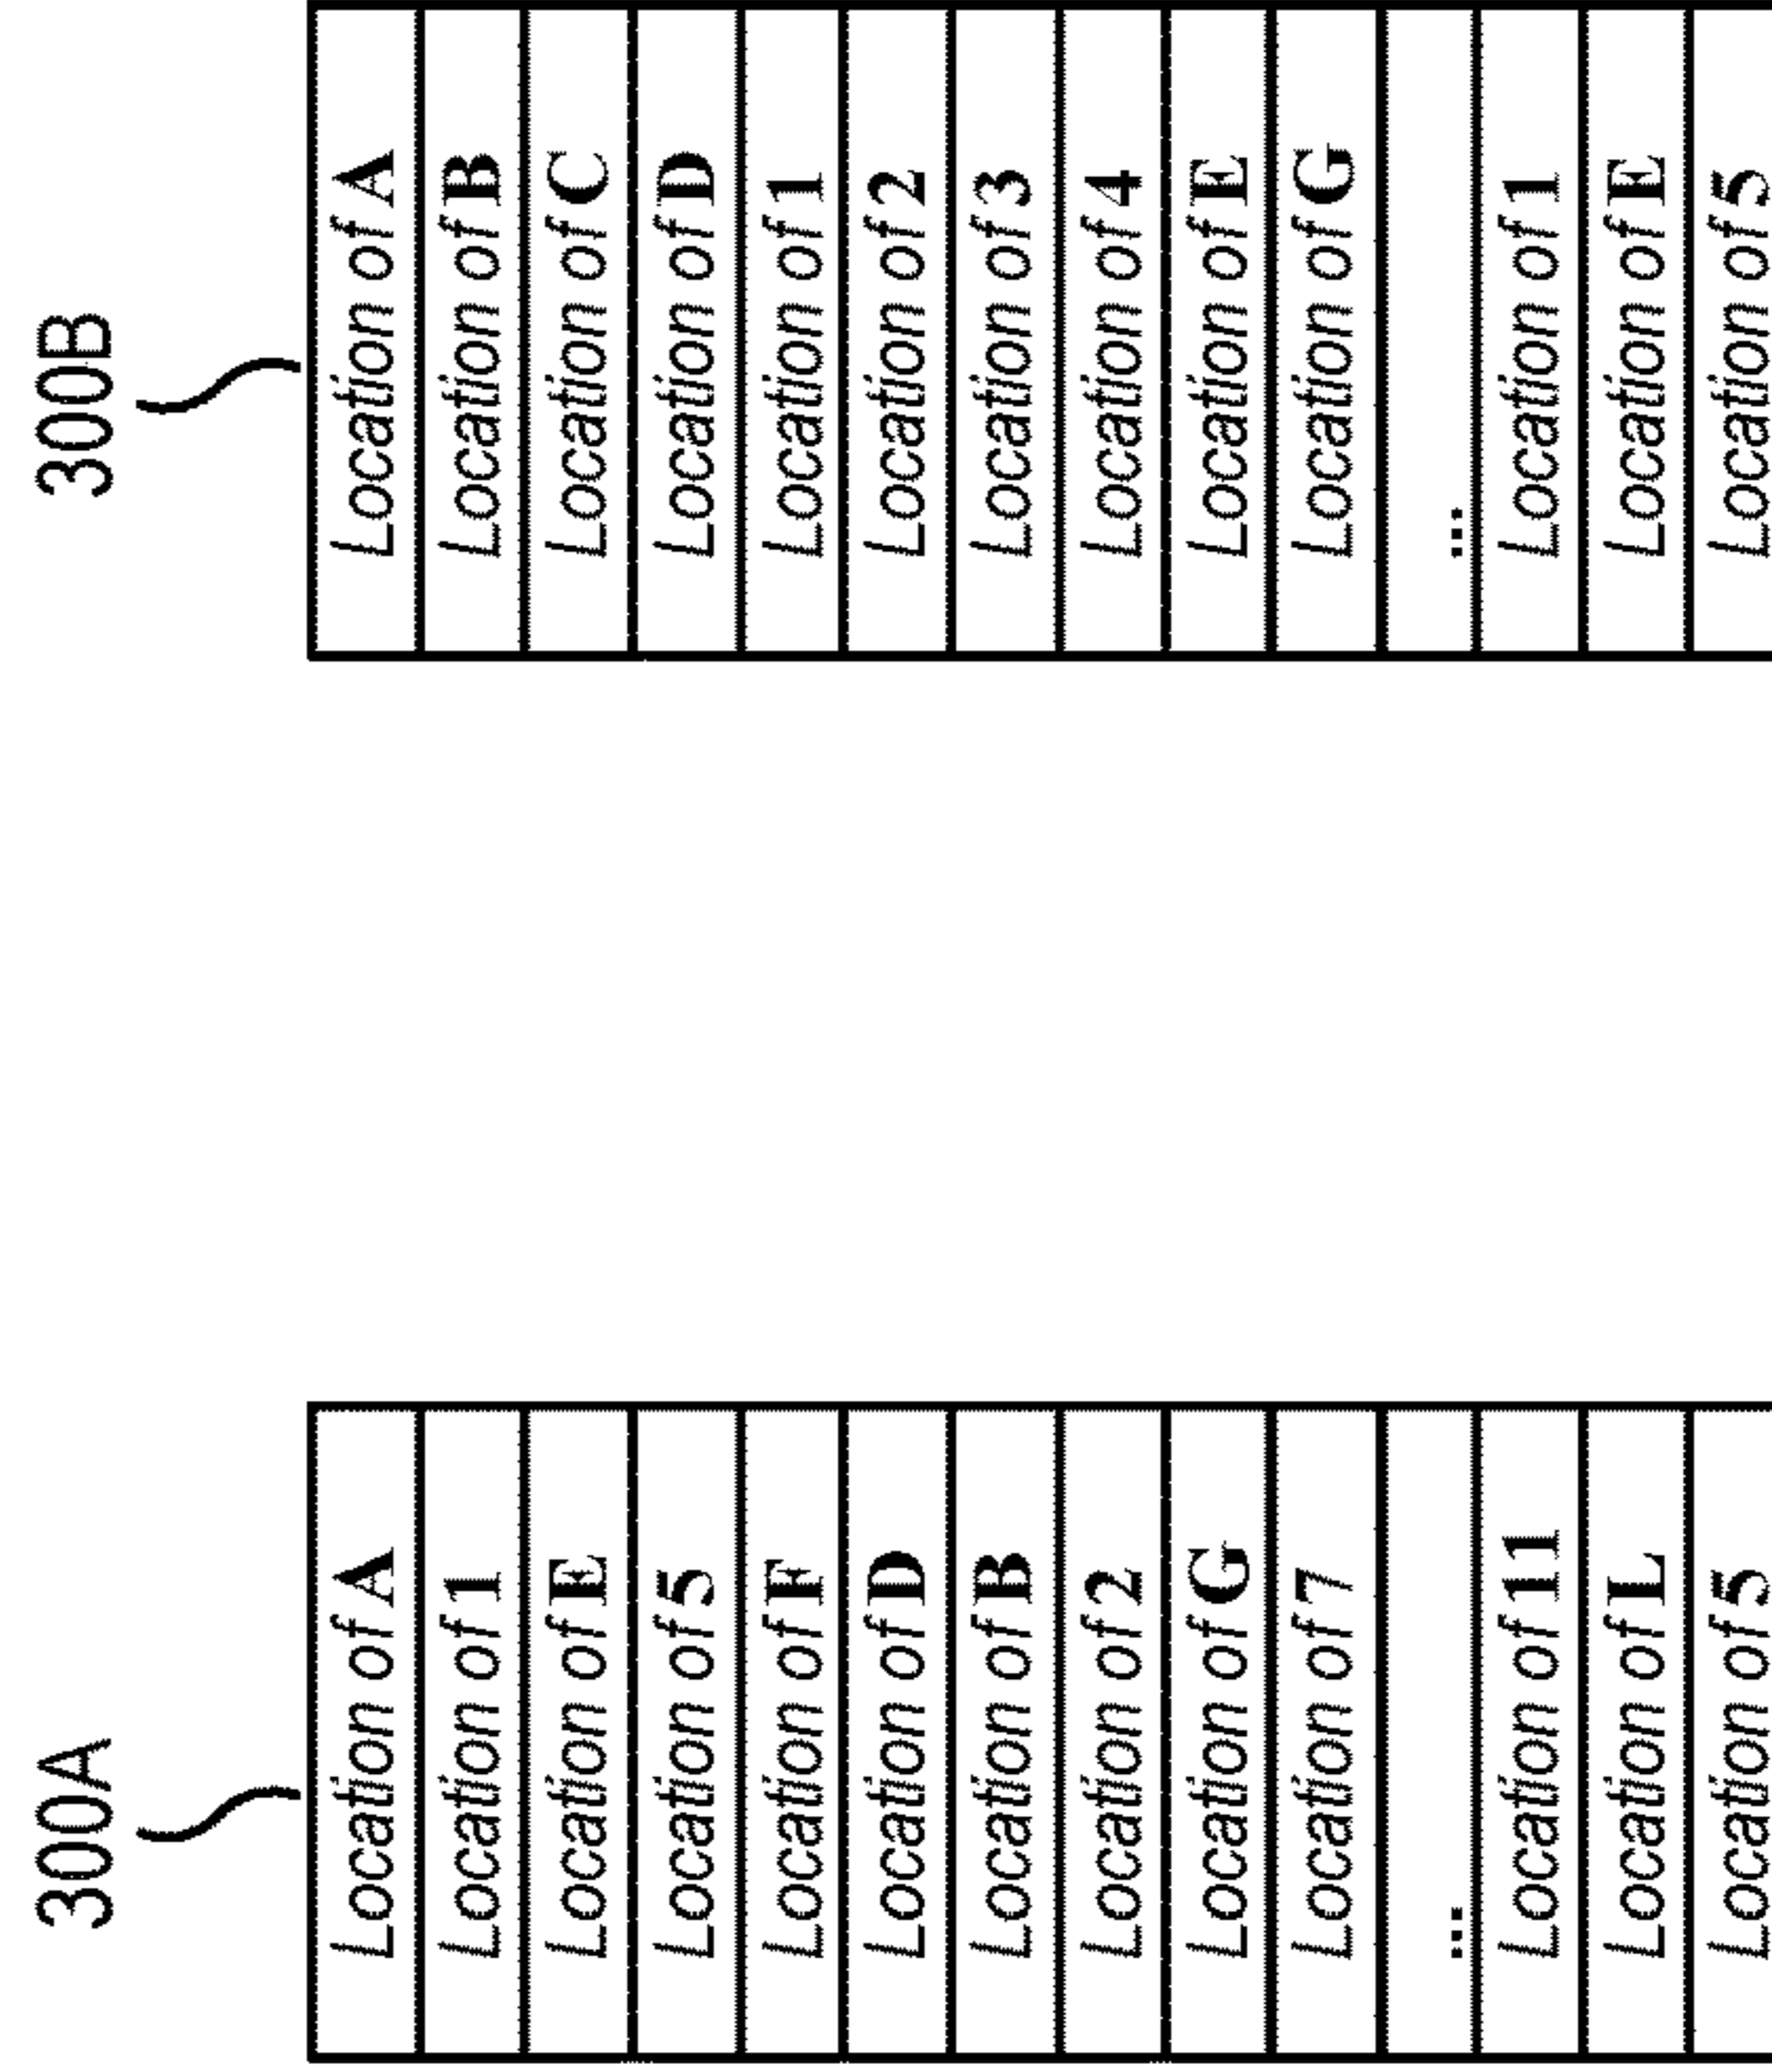 300A
Location of A
Location of 1
Location of E
Location of 5
Location of F
Location of D
Location of B
Location of 2
Location of G
Location of 7
...
Location of 11
Location of L
Location of 5
300B
Location of A
Location of B
Location of C
Location of D
Location of 1
Location of 2
Location of 3
Location of 4
Location of E
Location of G
...
Location of 1
Location of E
Location of 5